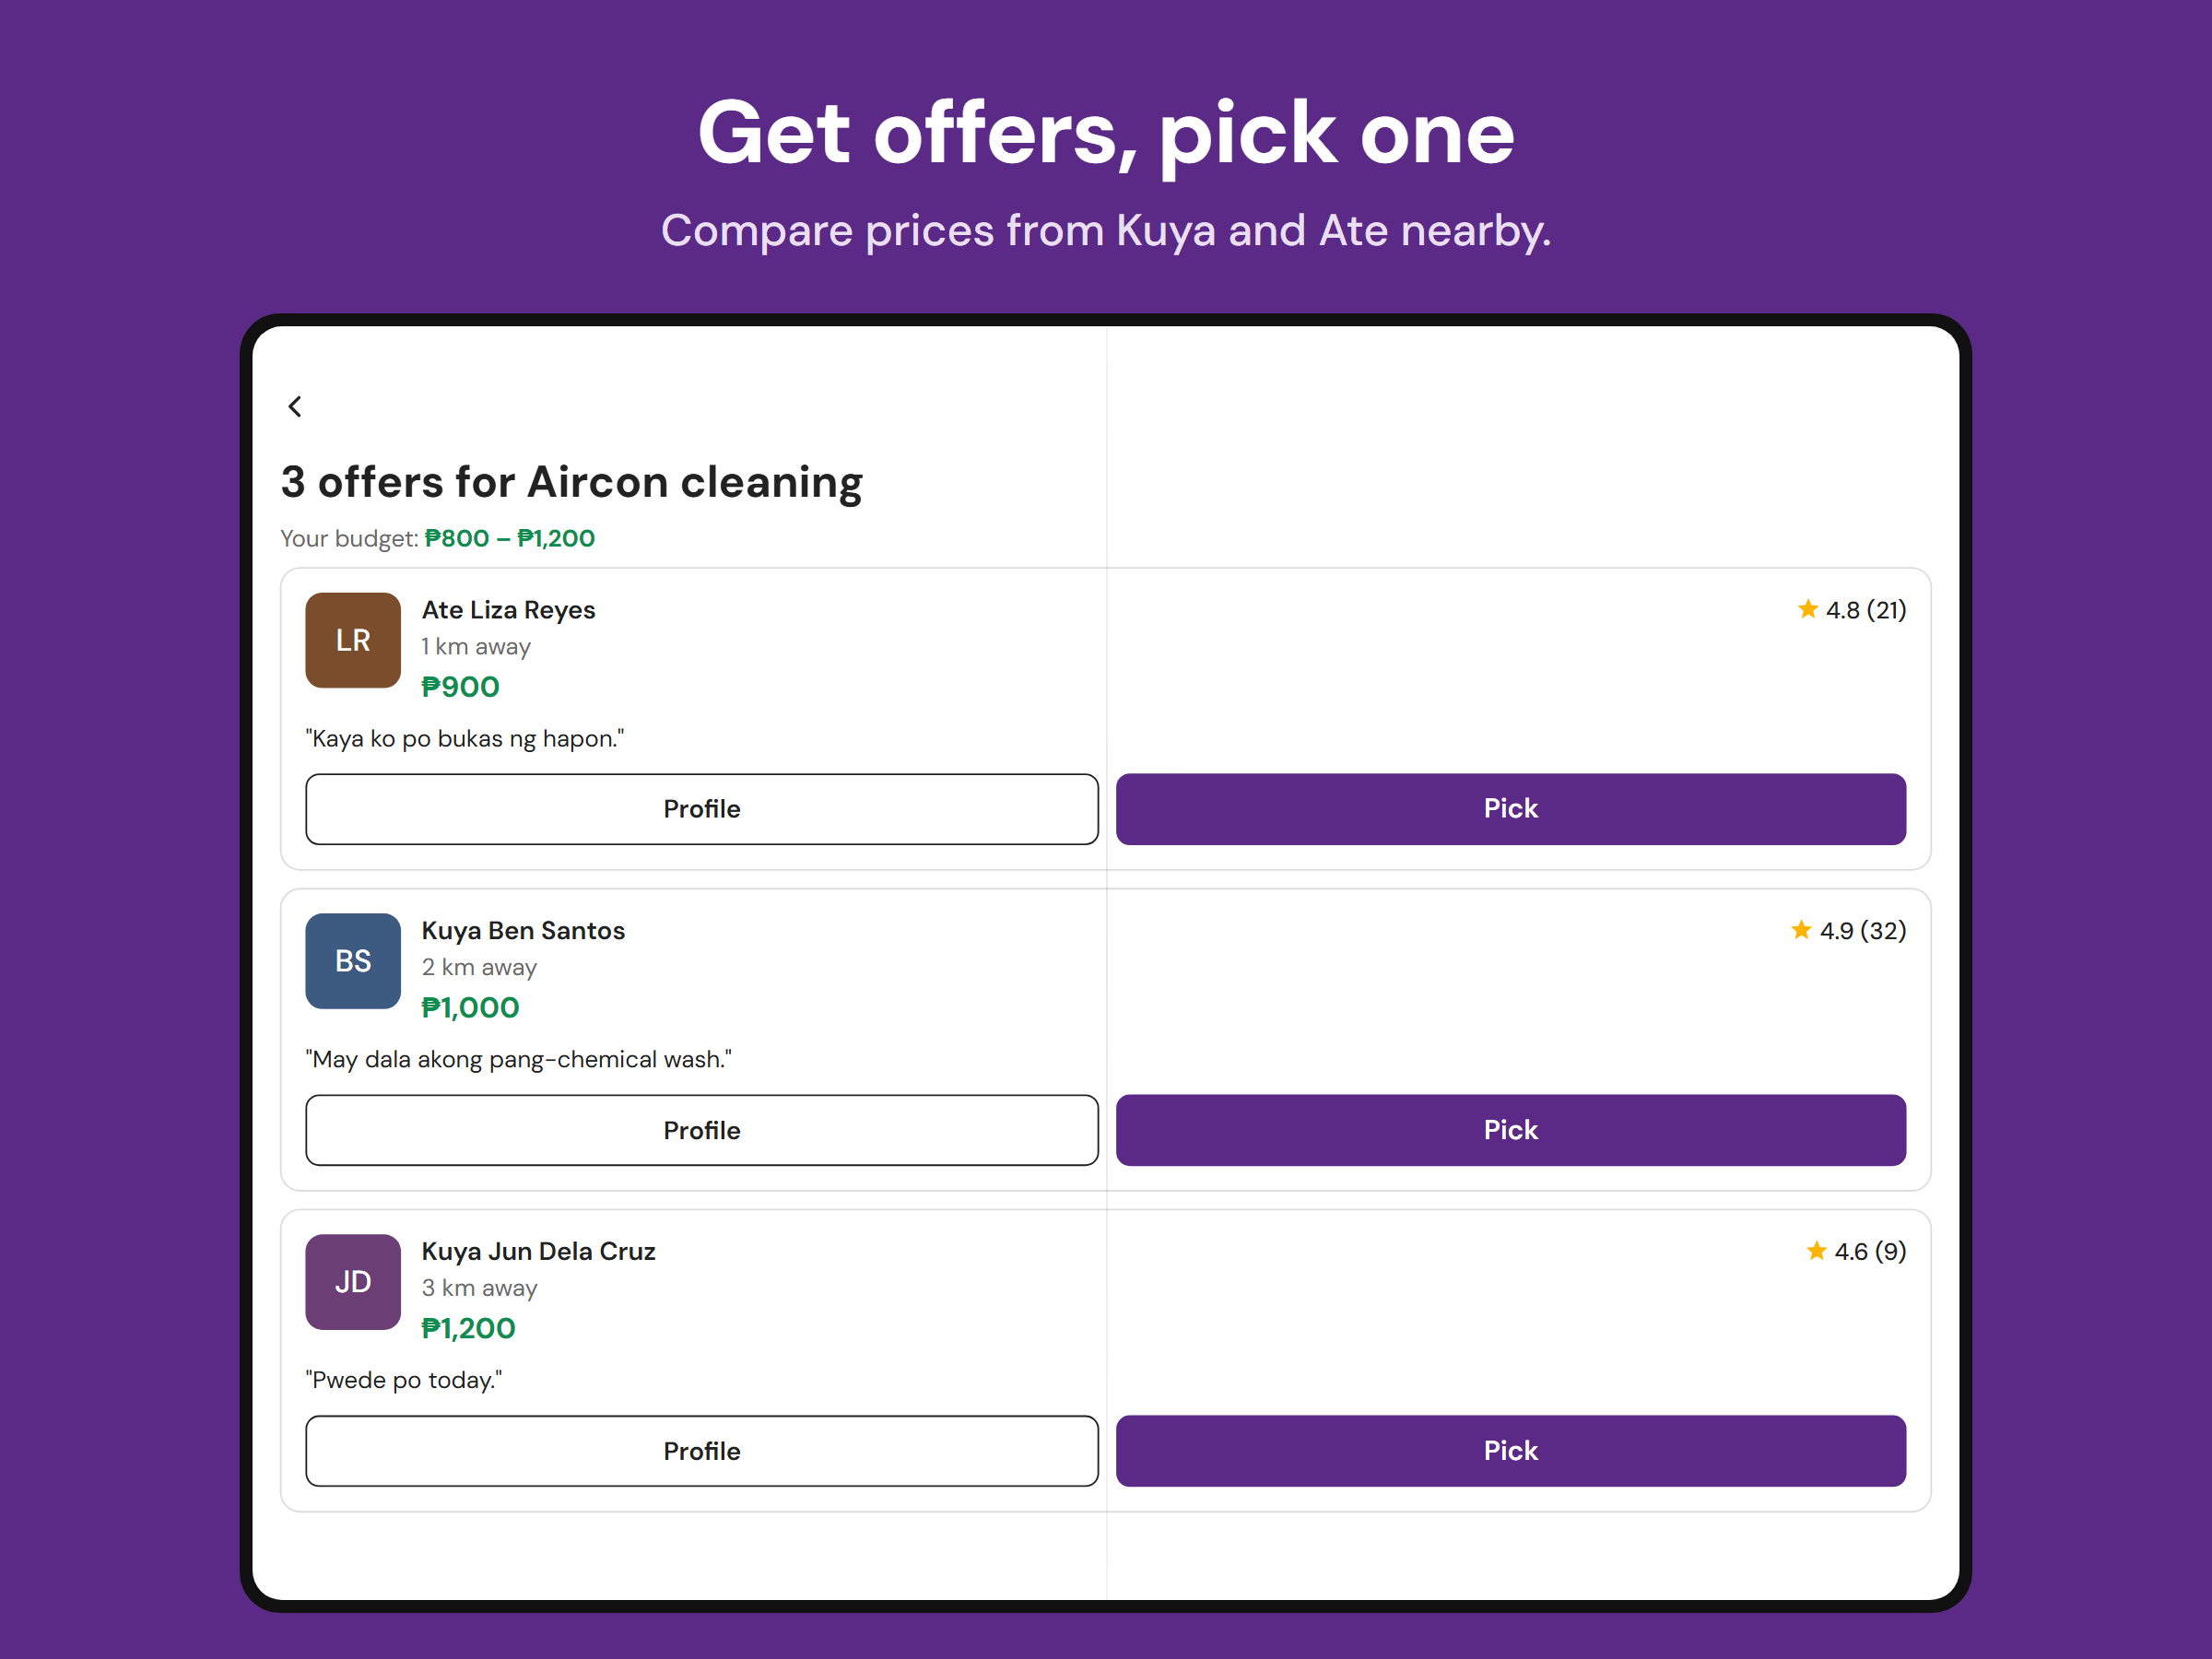 Get offers, pick one
Compare prices from Kuya and Ate nearby.
3 offers for Aircon cleaning
Your budget: ₱800 – ₱1,200
LR
Ate Liza Reyes
★ 4.8 (21)
1 km away
₱900
"Kaya ko po bukas ng hapon."
Profile
Pick
BS
Kuya Ben Santos
★ 4.9 (32)
2 km away
₱1,000
"May dala akong pang-chemical wash."
Profile
Pick
JD
Kuya Jun Dela Cruz
★ 4.6 (9)
3 km away
₱1,200
"Pwede po today."
Profile
Pick